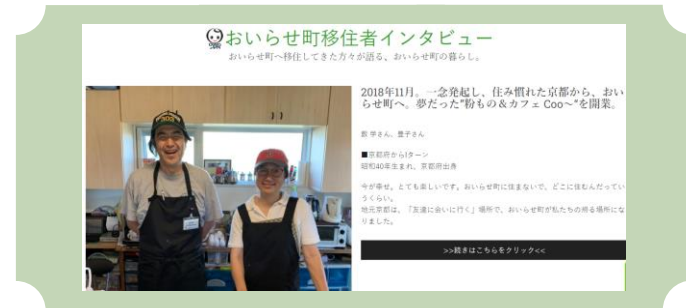 おいらせ町移住者インタビュー
おいらせ町へ移住してきた方々が語る、おいらせ町の暮らし。
2018年11月。一念発起し、住み慣れた京都から、おい
らせ町へ。夢だった"粉もの＆カフェ Coo～"を開業。
学さん、豊子さん
■京都府からIターン
昭和40年生まれ、京都府出身
今が幸せ。とても楽しいです。おいらせ町に住まないで、どこに住むんだってい
うくらい。
地元京都は、「友達に会いに行く」場所で、おいらせ町が私たちの帰る場所にな
りました。
>>続きはこちらをクリック<<